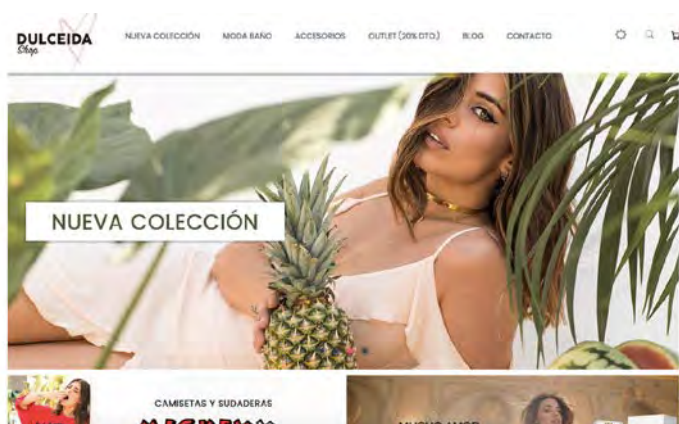 DULCEIDA
Shop
NUEVA COLECCIÓN
MODA BAÑO
ACCESORIOS
OUTLET (20% DTO.)
BLOG
CONTACTO
NUEVA COLECCIÓN
CAMISETAS Y SUDADERAS